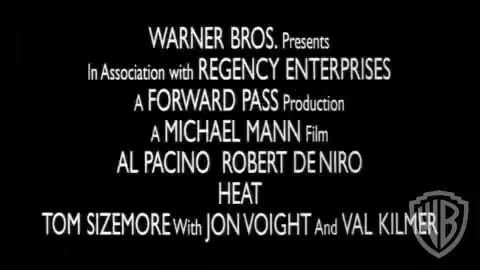 WARNER BROS. Presents
In Association with REGENCY ENTERPRISES
A FORWARD PASS Production
A MICHAEL MANN Film
AL PACINO ROBERT DE NIRO
HEAT
TOM SIZEMORE With JON VOIGHT And VAL KILMER
WB